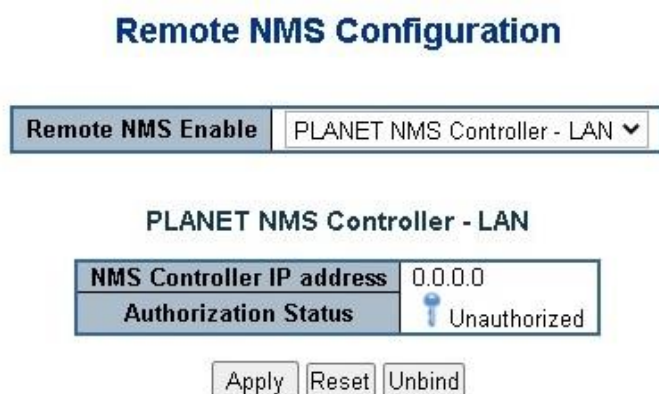 Remote NMS Configuration
Remote NMS Enable PLANET NMS Controller - LAN
PLANET NMS Controller - LAN
NMS Controller IP address 0.0.0.0
Authorization Status Unauthorized
Apply Reset Unbind